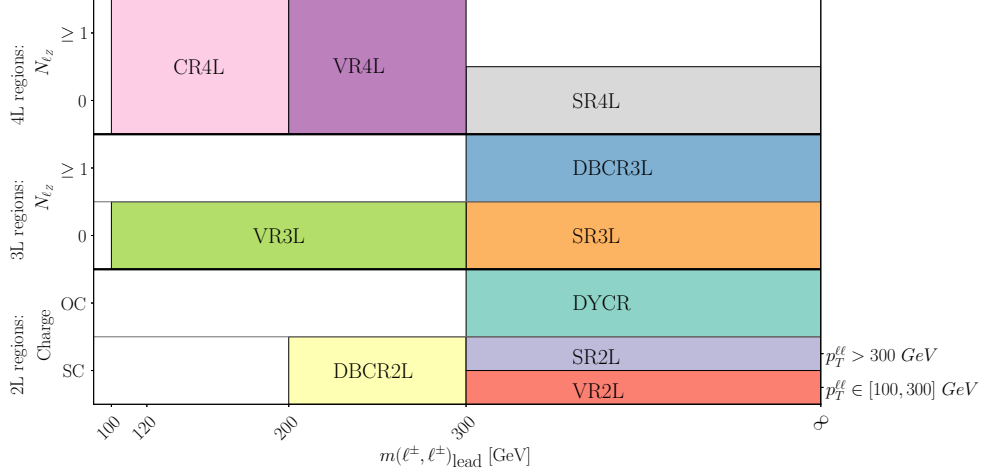 4L regions:
N_{ℓ_Z}
≥ 1
0
CR4L
VR4L
SR4L
3L regions:
N_{ℓ_Z}
≥ 1
0
DBCR3L
VR3L
SR3L
2L regions:
Charge
OC
SC
DYCR
DBCR2L
SR2L
VR2L
p_T^{ℓℓ} > 300 GeV
p_T^{ℓℓ} ∈ [100, 300] GeV
100
120
200
300
∞
m(ℓ^±, ℓ^±)_{lead} [GeV]